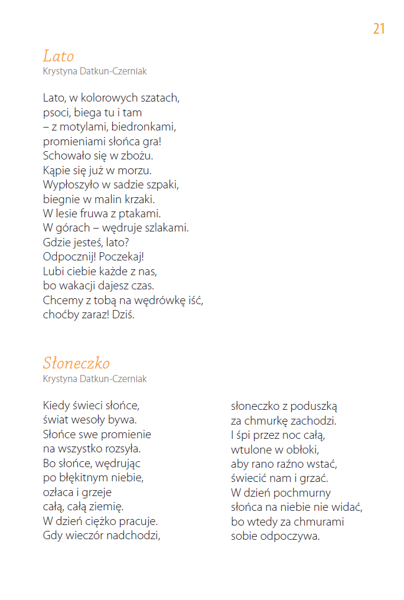 21
Lato
Krystyna Datkun-Czerniak
Lato, w kolorowych szatach,
psoci, biega tu i tam
– z motylami, biedronkami,
promieniami słońca gra!
Schowało się w zbożu.
Kąpie się już w morzu.
Wypłoszyło w sadzie szpaki,
biegnie w malin krzaki.
W lesie fruwa z ptakami.
W górach – wędruje szlakami.
Gdzie jesteś, lato?
Odpocznij! Poczekaj!
Lubi ciebie każde z nas,
bo wakacji dajesz czas.
Chcemy z tobą na wędrówkę iść,
choćby zaraz! Dziś.
Słoneczko
Krystyna Datkun-Czerniak
Kiedy świeci słońce,
świat wesoły bywa.
Słońce swe promienie
na wszystko rozsyła.
Bo słońce, wędrując
po błękitnym niebie,
ozłaca i grzeje
całą, całą ziemię.
W dzień ciężko pracuje.
Gdy wieczór nadchodzi,
słoneczko z poduszką
za chmurkę zachodzi.
I śpi przez noc całą,
wtulone w obłoki,
aby rano raźno wstać,
świecić nam i grzać.
W dzień pochmurny
słońca na niebie nie widać,
bo wtedy za chmurami
sobie odpoczywa.